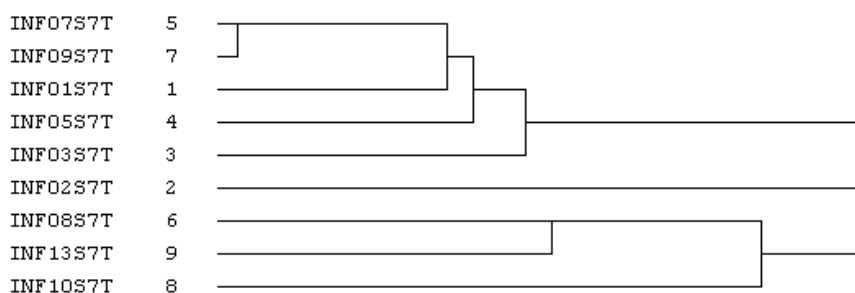 INF07S7T 5
INF09S7T 7
INF01S7T 1
INF05S7T 4
INF03S7T 3
INF02S7T 2
INF08S7T 6
INF13S7T 9
INF10S7T 8